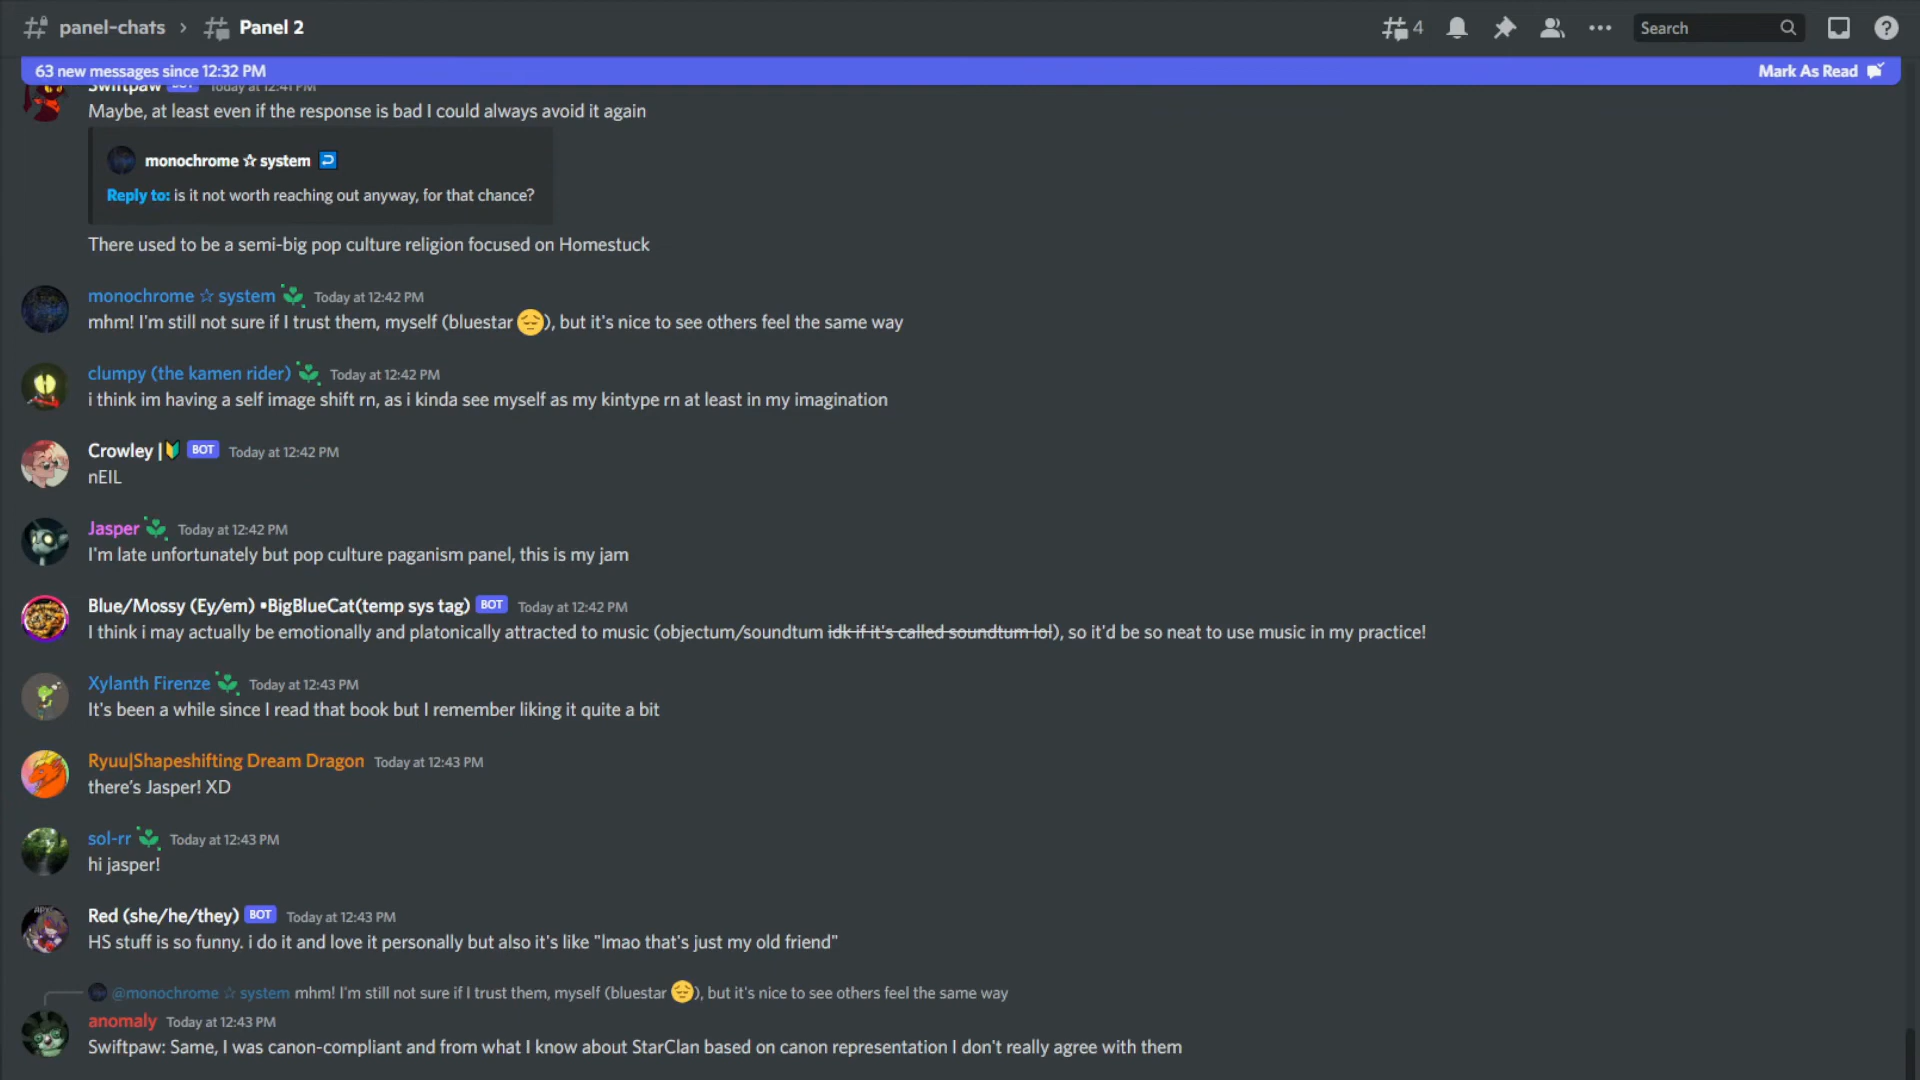 panel-chats › Panel 2
4
Search
63 new messages since 12:32 PM
Mark As Read
Swiftpaw BOT Today at 12:41 PM
Maybe, at least even if the response is bad I could always avoid it again
monochrome ☆ system
Reply to: is it not worth reaching out anyway, for that chance?
There used to be a semi-big pop culture religion focused on Homestuck
monochrome ☆ system Today at 12:42 PM
mhm! I'm still not sure if I trust them, myself (bluestar 😔), but it's nice to see others feel the same way
clumpy (the kamen rider) Today at 12:42 PM
i think im having a self image shift rn, as i kinda see myself as my kintype rn at least in my imagination
Crowley |🔰 BOT Today at 12:42 PM
nEIL
Jasper Today at 12:42 PM
I'm late unfortunately but pop culture paganism panel, this is my jam
Blue/Mossy (Ey/em) •BigBlueCat(temp sys tag) BOT Today at 12:42 PM
I think i may actually be emotionally and platonically attracted to music (objectum/soundtum idk if it's called soundtum lol), so it'd be so neat to use music in my practice!
Xylanth Firenze Today at 12:43 PM
It's been a while since I read that book but I remember liking it quite a bit
Ryuu|Shapeshifting Dream Dragon Today at 12:43 PM
there's Jasper! XD
sol-rr Today at 12:43 PM
hi jasper!
Red (she/he/they) BOT Today at 12:43 PM
HS stuff is so funny. i do it and love it personally but also it's like "lmao that's just my old friend"
@monochrome ☆ system mhm! I'm still not sure if I trust them, myself (bluestar 😔), but it's nice to see others feel the same way
anomaly Today at 12:43 PM
Swiftpaw: Same, I was canon-compliant and from what I know about StarClan based on canon representation I don't really agree with them